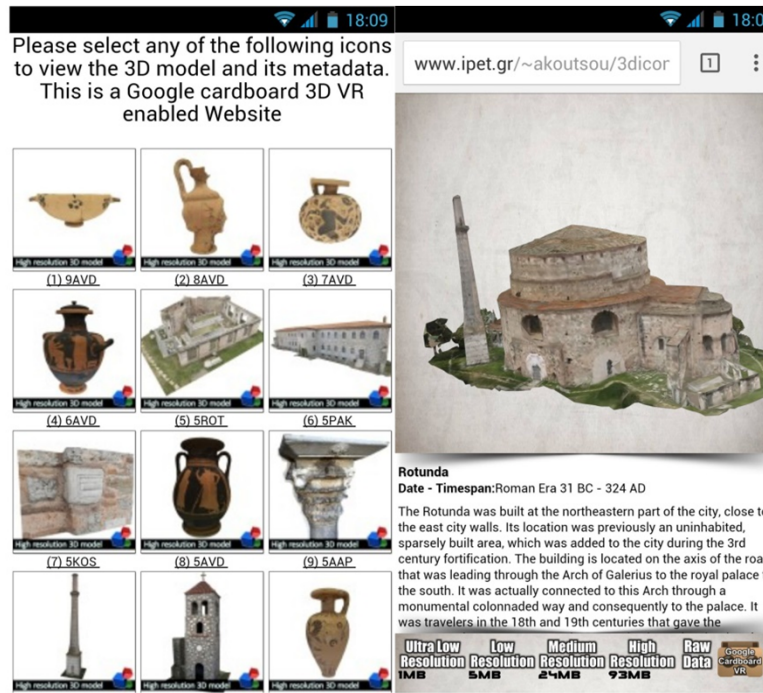 18:09
Please select any of the following icons
to view the 3D model and its metadata.
This is a Google cardboard 3D VR
enabled Website
High resolution 3D model
High resolution 3D model
High resolution 3D model
(1) 9AVD
(2) 8AVD
(3) 7AVD
High resolution 3D model
High resolution 3D model
High resolution 3D model
(4) 6AVD
(5) 5ROT
(6) 5PAK
High resolution 3D model
High resolution 3D model
High resolution 3D model
(7) 5KOS
(8) 5AVD
(9) 5AAP
High resolution 3D model
High resolution 3D model
High resolution 3D model
18:0
www.ipet.gr/~akoutsou/3dicor
1
Rotunda
Date - Timespan:Roman Era 31 BC - 324 AD
The Rotunda was built at the northeastern part of the city, close to
the east city walls. Its location was previously an uninhabited,
sparsely built area, which was added to the city during the 3rd
century fortification. The building is located on the axis of the roa
that was leading through the Arch of Galerius to the royal palace
the south. It was actually connected to this Arch through a
monumental colonnaded way and consequently to the palace. It
was travelers in the 18th and 19th centuries that gave the
Ultra Low Resolution 1MB
Low Resolution 5MB
Medium Resolution 24MB
High Resolution 93MB
Raw Data
Google Cardboard VR